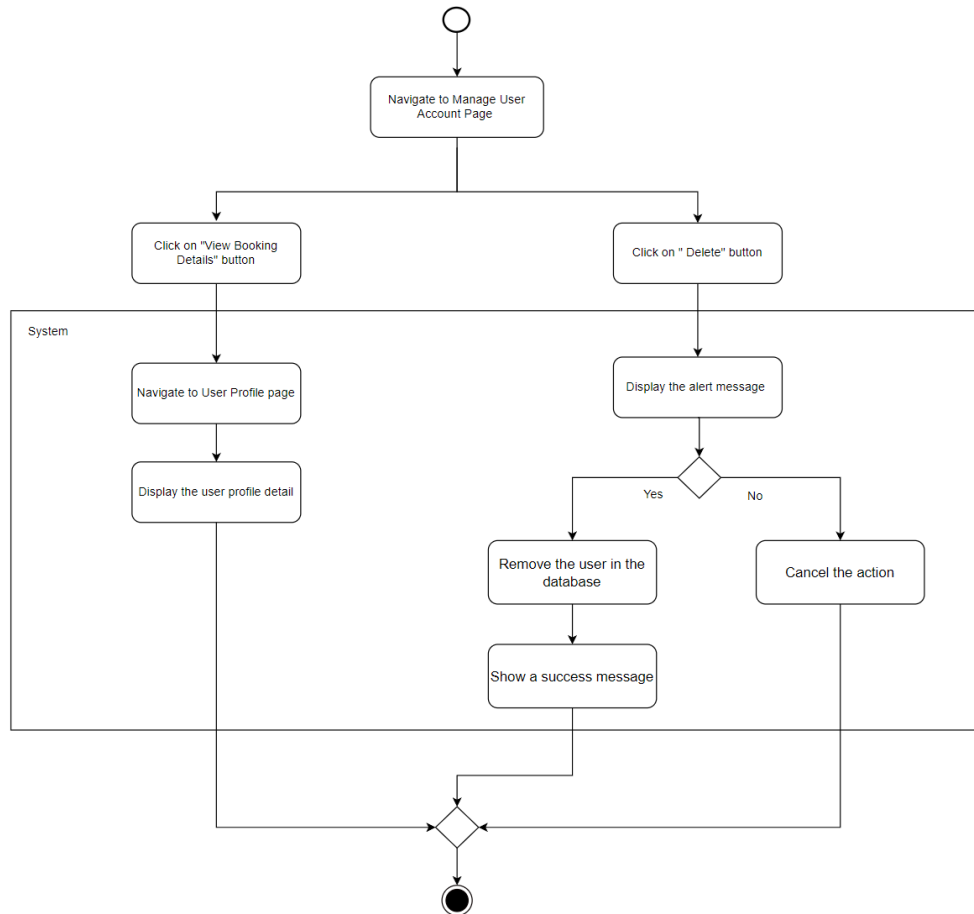 Navigate to Manage User
Account Page
Click on "View Booking
Details" button
Click on " Delete" button
System
Navigate to User Profile page
Display the alert message
Display the user profile detail
Yes
No
Remove the user in the
database
Cancel the action
Show a success message